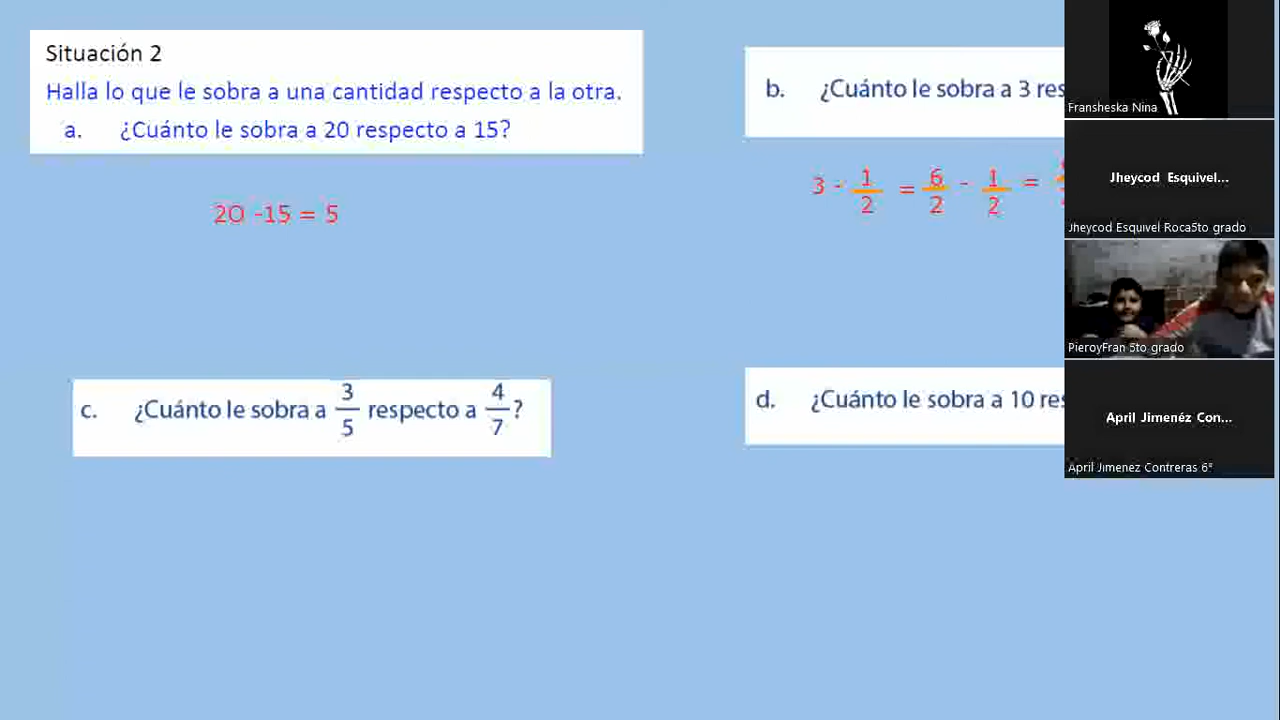 Situación 2
Halla lo que le sobra a una cantidad respecto a la otra.
a. ¿Cuánto le sobra a 20 respecto a 15?
20 -15 = 5
b. ¿Cuánto le sobra a 3
3 - 1/2 = 6/2 - 1/2 =
c. ¿Cuánto le sobra a 3/5 respecto a 4/7?
d. ¿Cuánto le sobra a 10
Fransheska Nina
Jheycod Esquivel...
Jheycod Esquivel Roca5to grado
PieroyFran 5to grado
April Jimenéz Con...
April Jimenez Contreras 6°